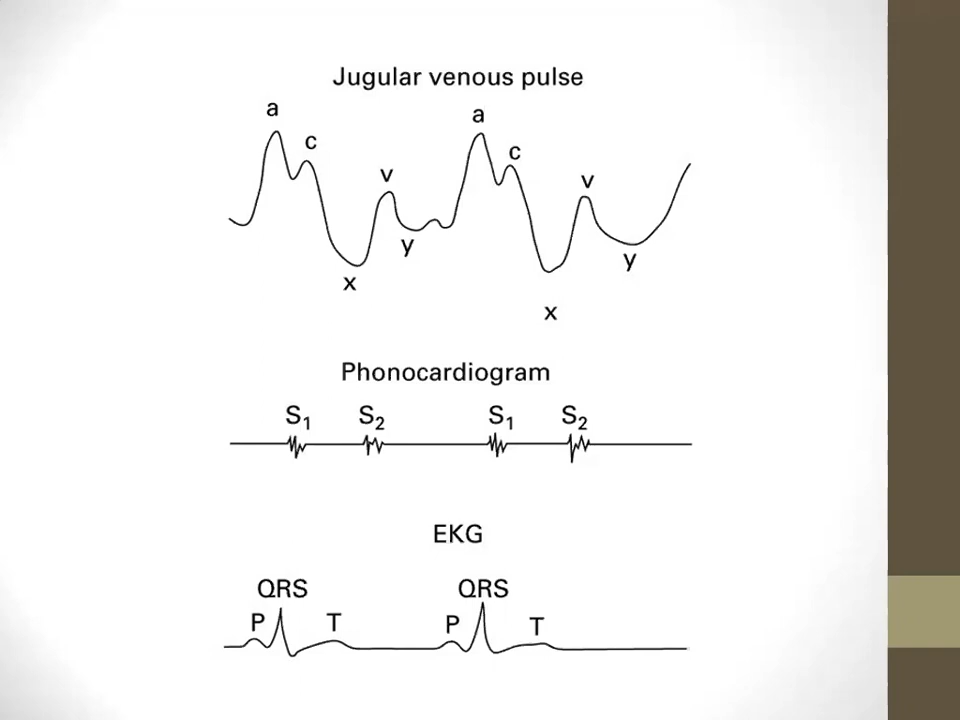 Jugular venous pulse
a a
c c
v v
y y
x x
Phonocardiogram
S₁ S₂ S₁ S₂
EKG
QRS QRS
P T P T